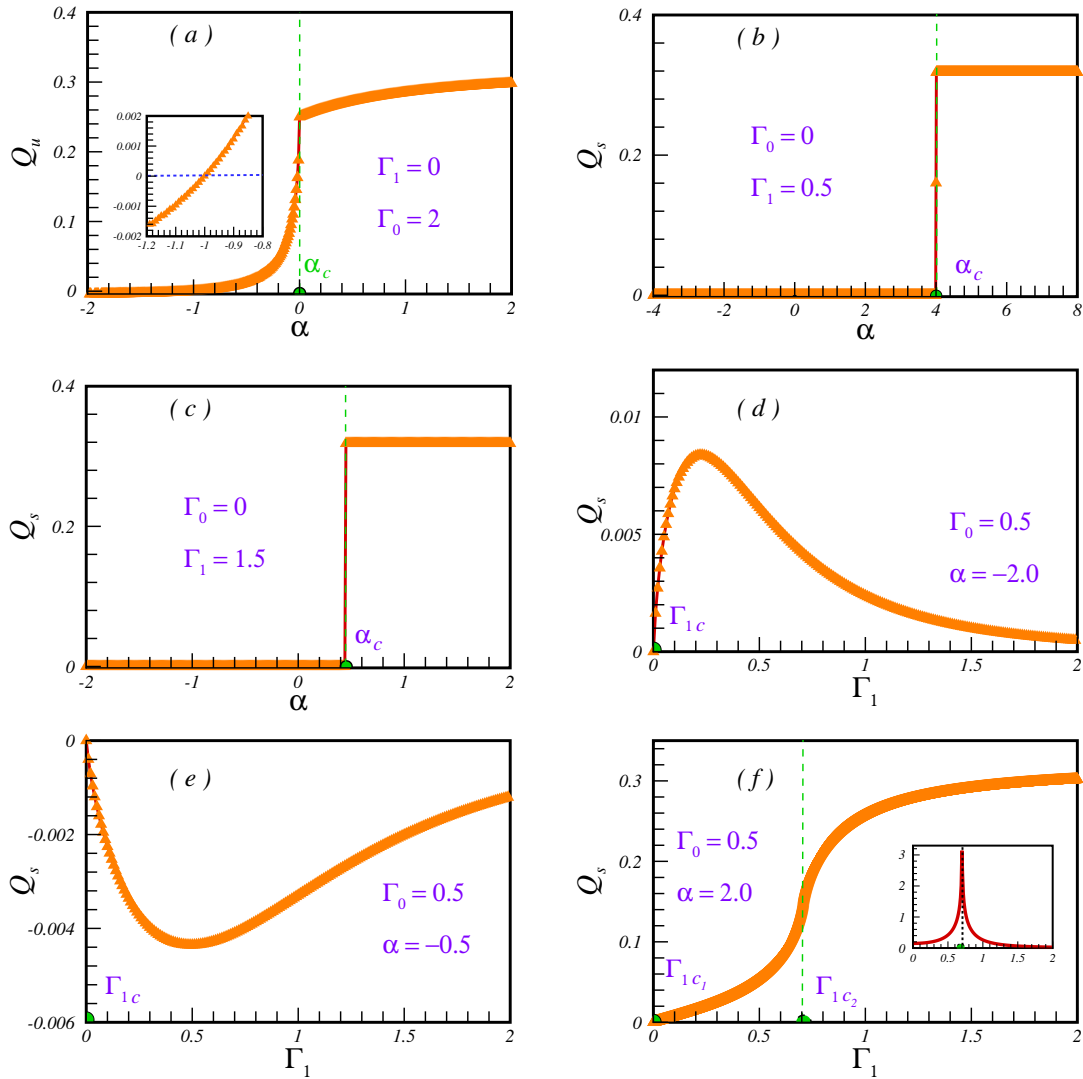 ( a )
0.4
0.3
0.2
0.1
0
Q_u
0.002
0.001
0
-0.001
-0.002
-1.2 -1.1 -1 -0.9 -0.8
Γ_1 = 0
Γ_0 = 2
α_c
-2 -1 0 1 2
α
( b )
0.4
0.2
0
Q_s
Γ_0 = 0
Γ_1 = 0.5
α_c
-4 -2 0 2 4 6 8
α
( c )
0.4
0.2
0
Q_s
Γ_0 = 0
Γ_1 = 1.5
α_c
-2 -1 0 1 2
α
( d )
0.01
0.005
0
Q_s
Γ_0 = 0.5
α = −2.0
Γ_1c
0 0.5 1 1.5 2
Γ_1
( e )
0
-0.002
-0.004
-0.006
Q_s
Γ_0 = 0.5
α = −0.5
Γ_1c
0 0.5 1 1.5 2
Γ_1
( f )
0.3
0.2
0.1
0
Q_s
Γ_0 = 0.5
α = 2.0
3
2
1
0
0 0.5 1 1.5 2
Γ_1c_1
Γ_1c_2
0 0.5 1 1.5 2
Γ_1